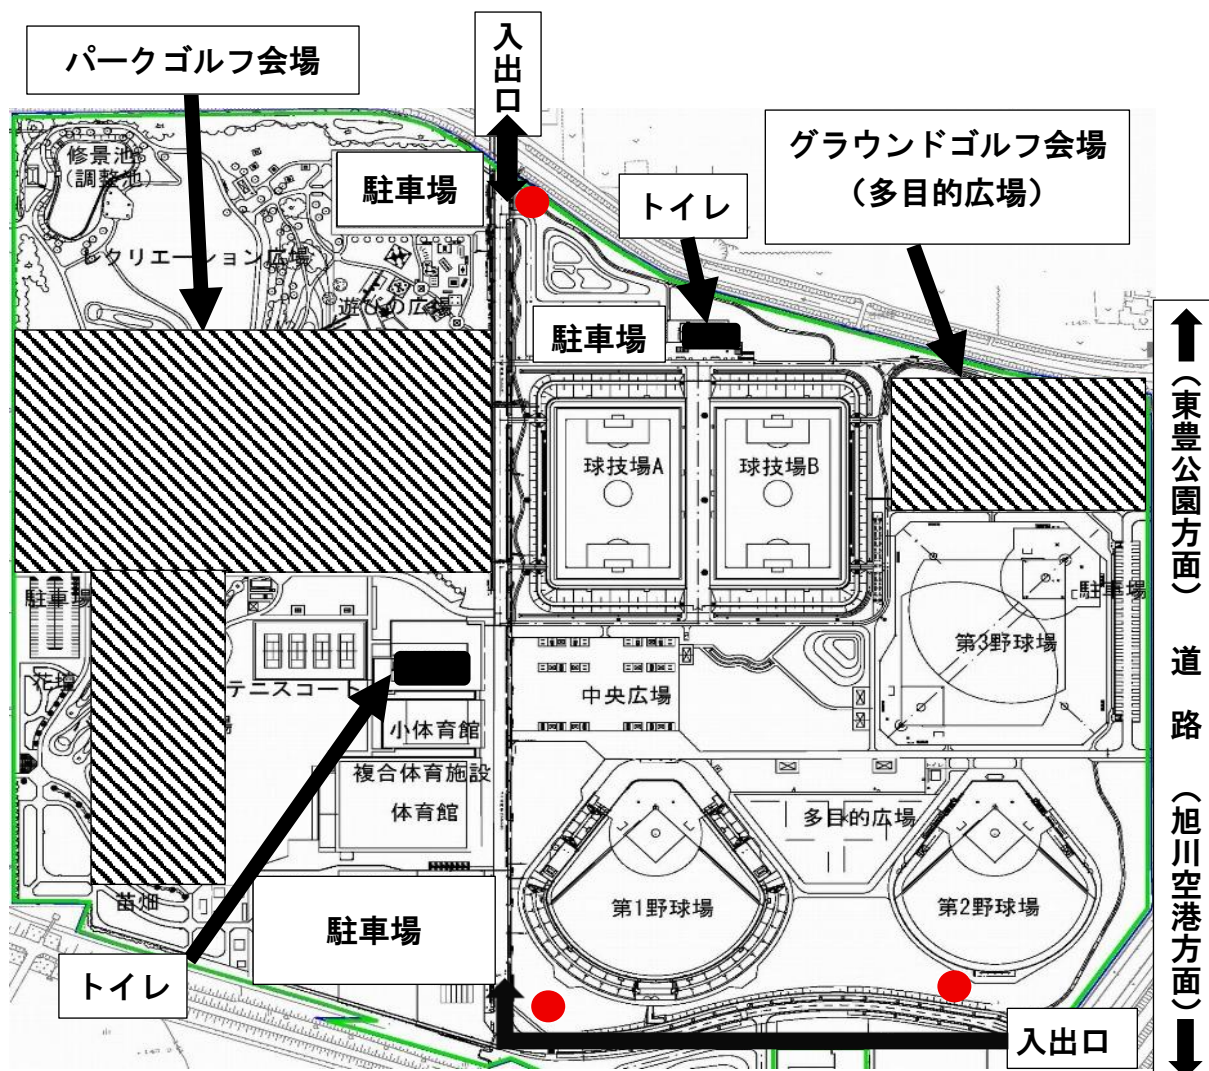 パークゴルフ会場
入出口
グラウンドゴルフ会場
（多目的広場）
修景池
（調整池）
駐車場
トイレ
レクリエーション広場
遊びの広場
駐車場
（東豊公園方面） 道路 （旭川空港方面）
球技場A
球技場B
駐車場
駐車場
第3野球場
花壇
テニスコート
中央広場
小体育館
複合体育施設
体育館
トイレ
多目的広場
苗畑
第1野球場
第2野球場
駐車場
トイレ
入出口